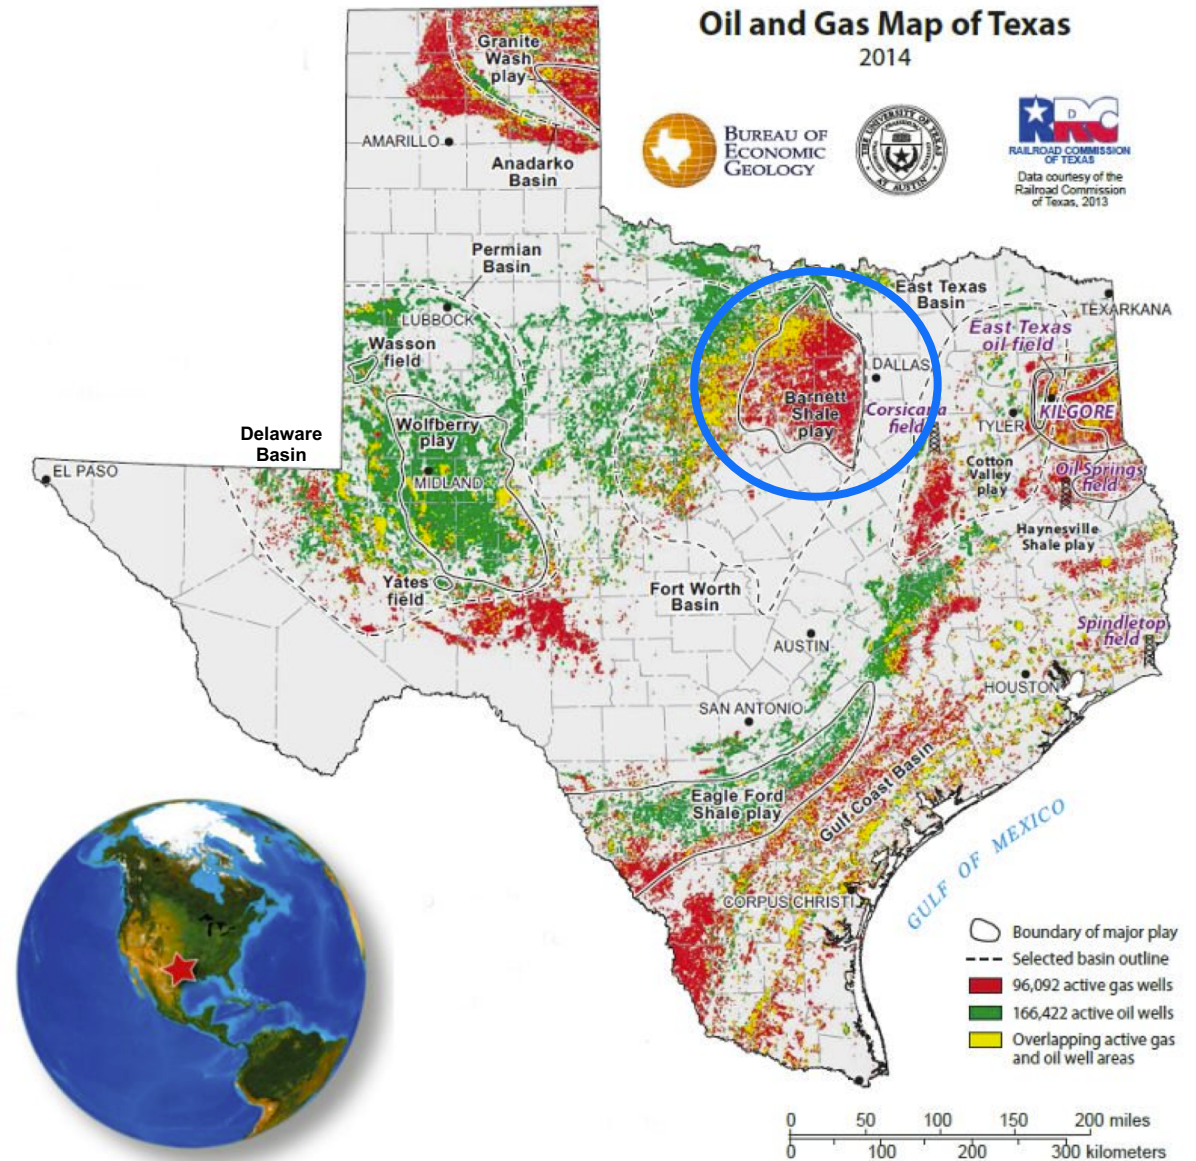 Oil and Gas Map of Texas
2014
BUREAU OF
ECONOMIC
GEOLOGY
THE UNIVERSITY OF TEXAS
AT AUSTIN
RRC
RAILROAD COMMISSION
OF TEXAS
Data courtesy of the
Railroad Commission
of Texas, 2013
Granite
Wash
play
AMARILLO
Anadarko
Basin
Permian
Basin
LUBBOCK
Wasson
field
Wolfberry
play
Delaware
Basin
EL PASO
MIDLAND
Yates
field
East Texas
Basin
TEXARKANA
East Texas
oil field
DALLAS
Barnett
Shale
play
Corsicana
field
TYLER
KILGORE
Cotton
Valley
play
Oil Springs
field
Haynesville
Shale play
Fort Worth
Basin
Spindletop
field
AUSTIN
HOUSTON
SAN ANTONIO
Eagle Ford
Shale play
Gulf Coast Basin
CORPUS CHRISTI
GULF OF MEXICO
Boundary of major play
Selected basin outline
96,092 active gas wells
166,422 active oil wells
Overlapping active gas
and oil well areas
0 50 100 150 200 miles
0 100 200 300 kilometers